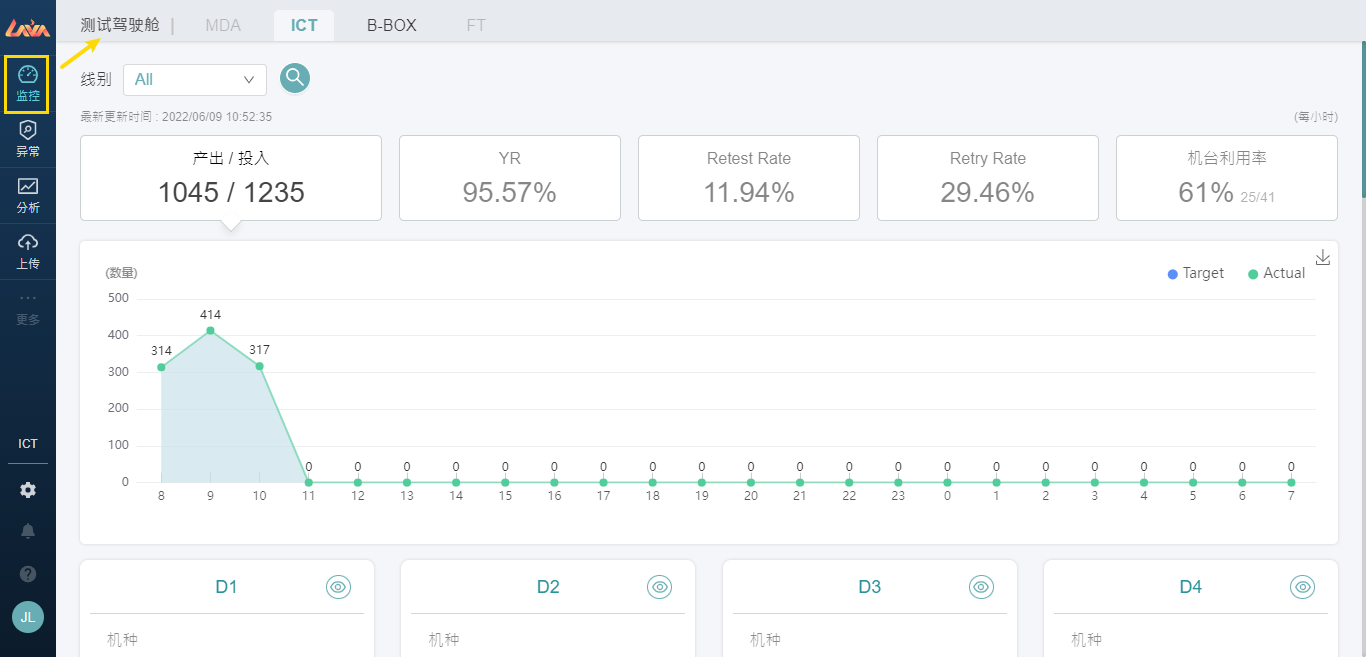 LAVA
测试驾驶舱 | MDA ICT B-BOX FT
监控
异常
分析
上传
更多
ICT
JL
线别 All
最新更新时间 : 2022/06/09 10:52:35 (每小时)
产出 / 投入
1045 / 1235
YR
95.57%
Retest Rate
11.94%
Retry Rate
29.46%
机台利用率
61% 25/41
(数量)
Target Actual
500
400
300
200
100
0
314 414 317 0 0 0 0 0 0 0 0 0 0 0 0 0 0 0 0 0 0 0 0 0
8 9 10 11 12 13 14 15 16 17 18 19 20 21 22 23 0 1 2 3 4 5 6 7
D1 D2 D3 D4
机种 机种 机种 机种